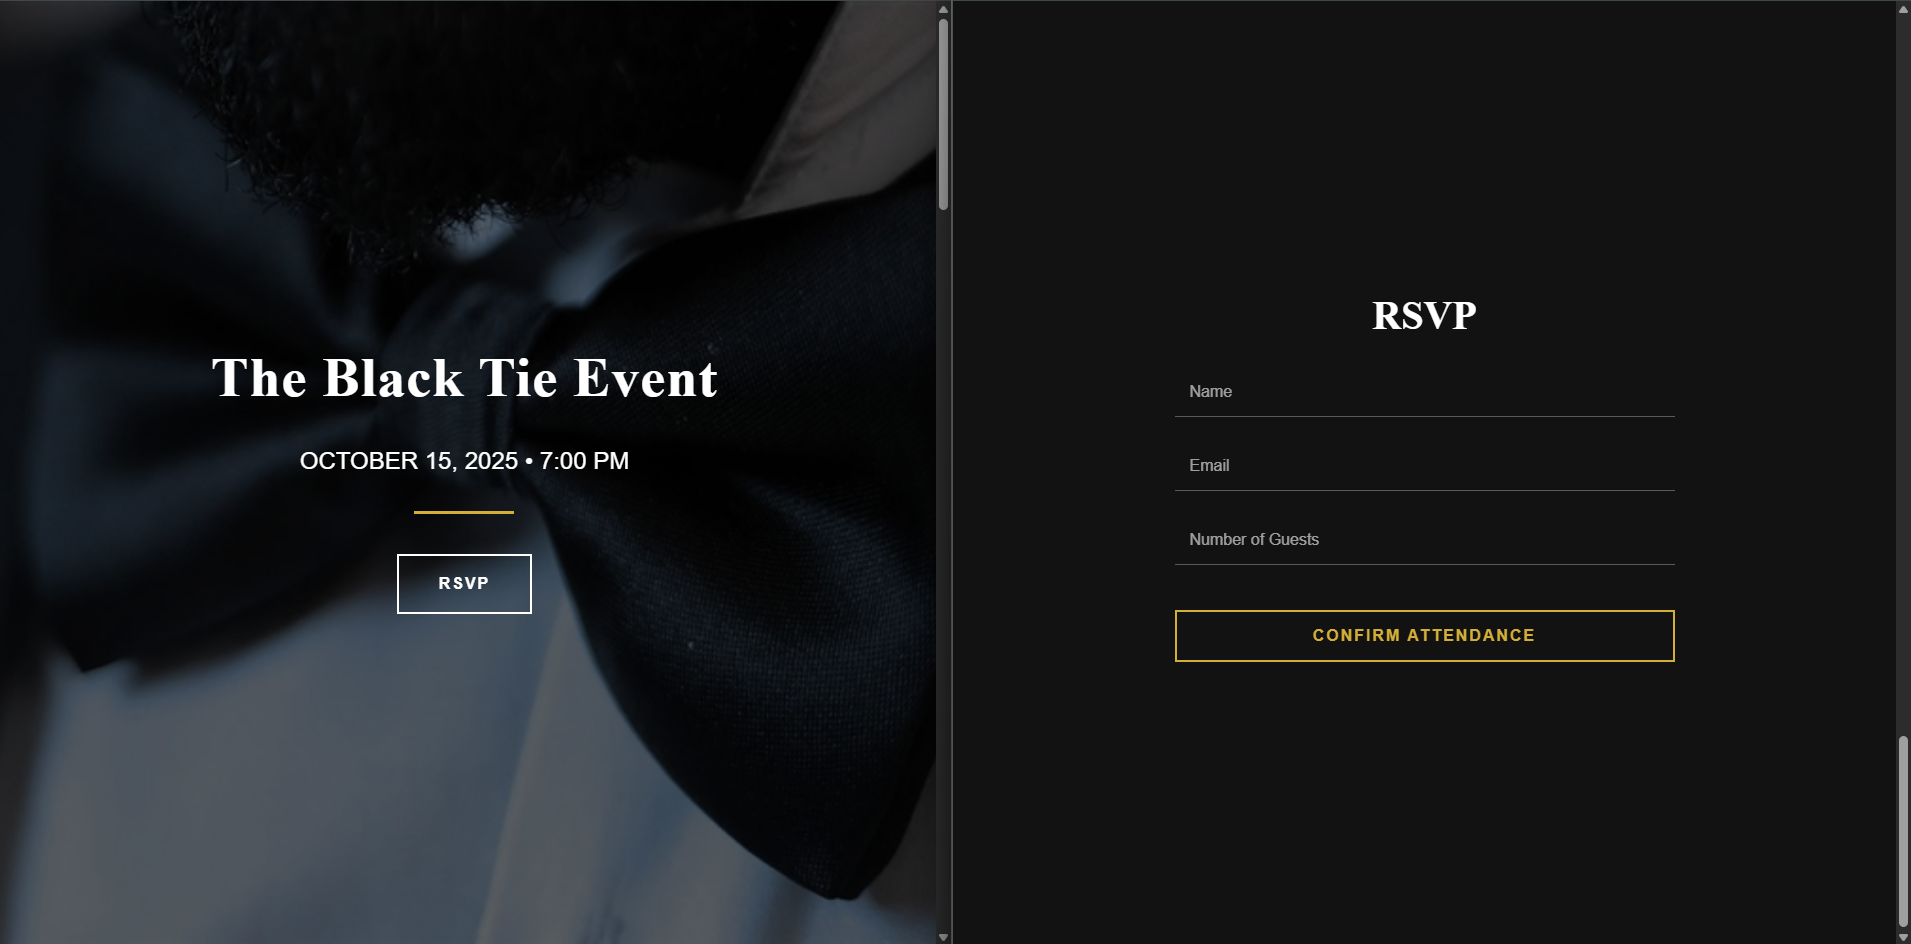 The Black Tie Event
OCTOBER 15, 2025 • 7:00 PM
RSVP
RSVP
Name
Email
Number of Guests
CONFIRM ATTENDANCE